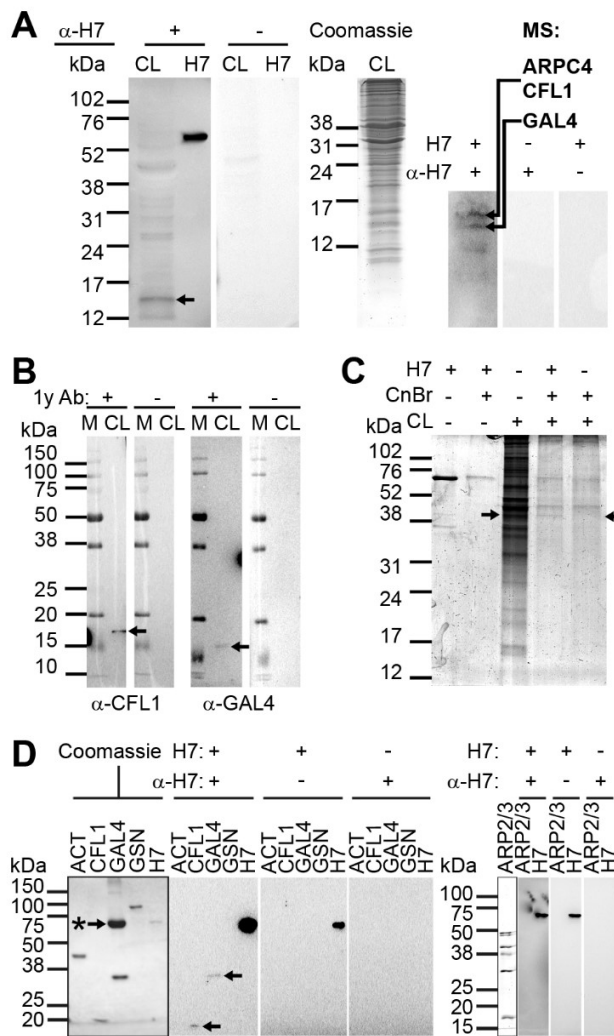 A
α-H7 + -
kDa CL H7 CL H7
102
76
52
38
31
24
17
12
Coomassie
kDa CL
38
31
24
17
12
MS:
ARPC4
CFL1
GAL4
H7 + - +
α-H7 + + -
B
1y Ab: + - + -
M CL M CL M CL M CL
kDa
150
100
75
50
38
25
20
15
10
α-CFL1 α-GAL4
C
H7 + + - + -
CnBr - + - + +
CL - - + + +
kDa
102
76
52
38
31
24
17
12
D
Coomassie H7: + + -
α-H7: + - +
ACT CFL1 GAL4 GSN H7 ACT CFL1 GAL4 GSN H7 ACT CFL1 GAL4 GSN H7 ACT CFL1 GAL4 GSN H7
kDa
150
100
75
50
38
25
20
*
H7: + + -
α-H7: + - +
ARP2/3 ARP2/3 H7 ARP2/3 H7 ARP2/3 H7
kDa
100
75
50
38
25
20
15